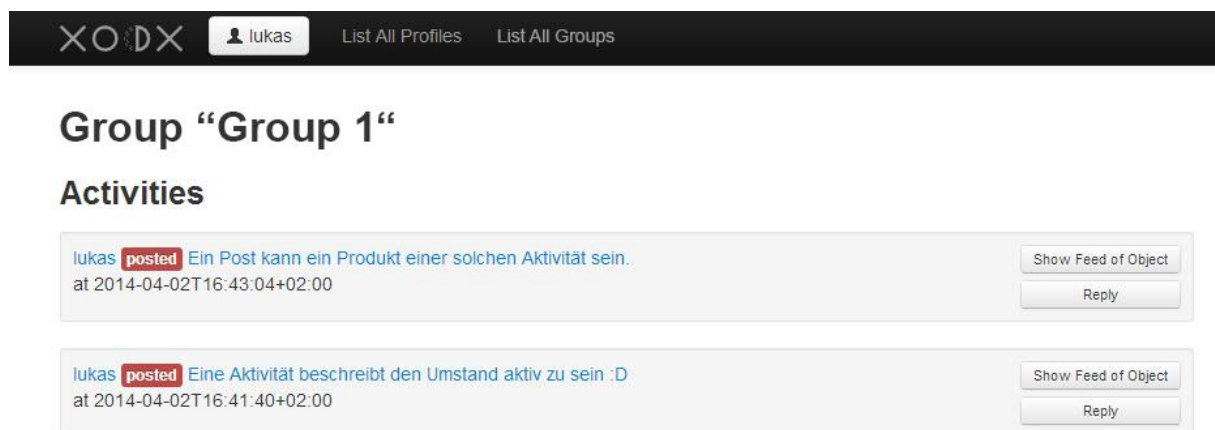 XODX lukas List All Profiles List All Groups
Group “Group 1“
Activities
lukas posted Ein Post kann ein Produkt einer solchen Aktivität sein.
at 2014-04-02T16:43:04+02:00
Show Feed of Object
Reply
lukas posted Eine Aktivität beschreibt den Umstand aktiv zu sein :D
at 2014-04-02T16:41:40+02:00
Show Feed of Object
Reply